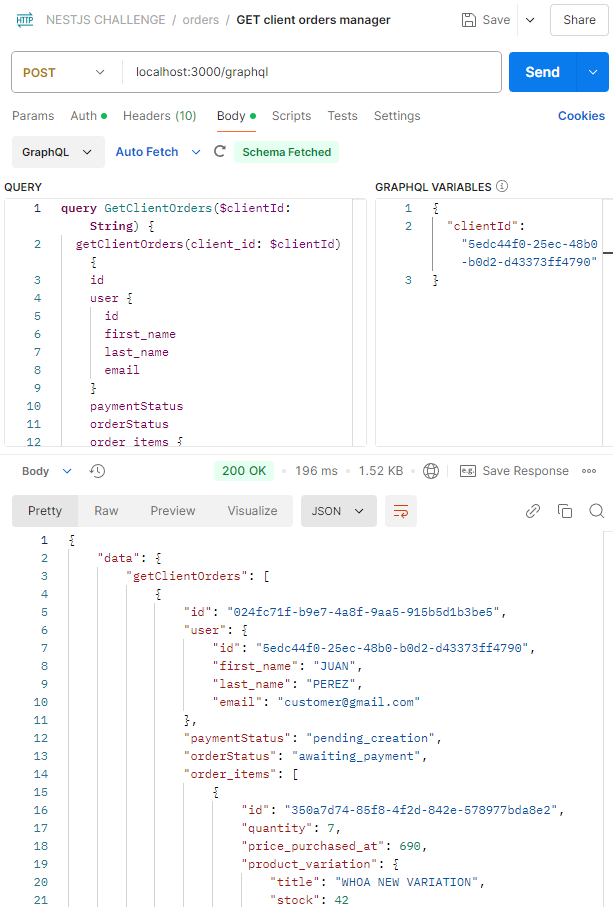 HTTP NESTJS CHALLENGE / orders / GET client orders manager Save Share
POST localhost:3000/graphql Send
Params Auth Headers (10) Body Scripts Tests Settings Cookies
GraphQL Auto Fetch Schema Fetched
QUERY
1 query GetClientOrders($clientId:
String) {
2 getClientOrders(client_id: $clientId)
{
3 id
4 user {
5 id
6 first_name
7 last_name
8 email
9 }
10 paymentStatus
11 orderStatus
12 order_items {
GRAPHQL VARIABLES
1 {
2 "clientId":
"5edc44f0-25ec-48b0
-b0d2-d43373ff4790"
3 }
Body 200 OK 196 ms 1.52 KB e.g. Save Response
Pretty Raw Preview Visualize JSON
1 {
2 "data": {
3 "getClientOrders": [
4 {
5 "id": "024fc71f-b9e7-4a8f-9aa5-915b5d1b3be5",
6 "user": {
7 "id": "5edc44f0-25ec-48b0-b0d2-d43373ff4790",
8 "first_name": "JUAN",
9 "last_name": "PEREZ",
10 "email": "customer@gmail.com"
11 },
12 "paymentStatus": "pending_creation",
13 "orderStatus": "awaiting_payment",
14 "order_items": [
15 {
16 "id": "350a7d74-85f8-4f2d-842e-578977bda8e2",
17 "quantity": 7,
18 "price_purchased_at": 690,
19 "product_variation": {
20 "title": "WHOA NEW VARIATION",
21 "stock": 42